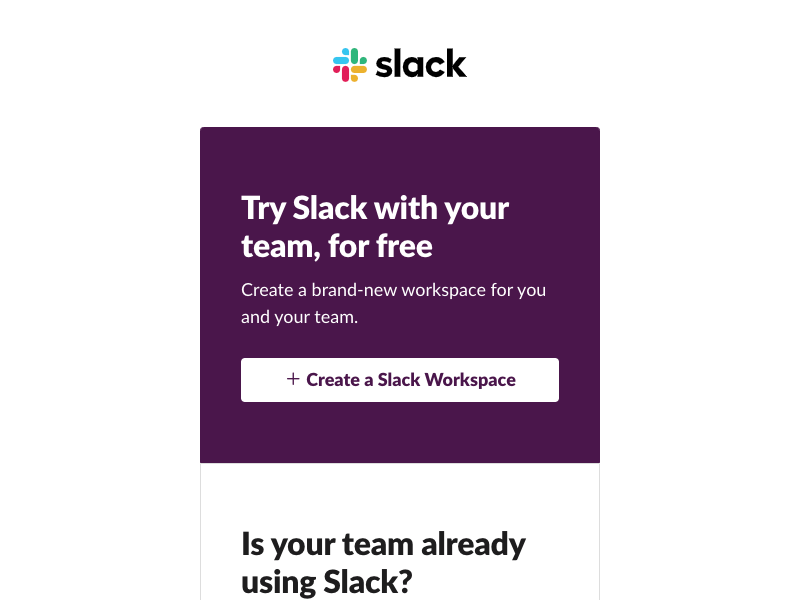 slack
Try Slack with your
team, for free
Create a brand-new workspace for you
and your team.
+ Create a Slack Workspace
Is your team already
using Slack?